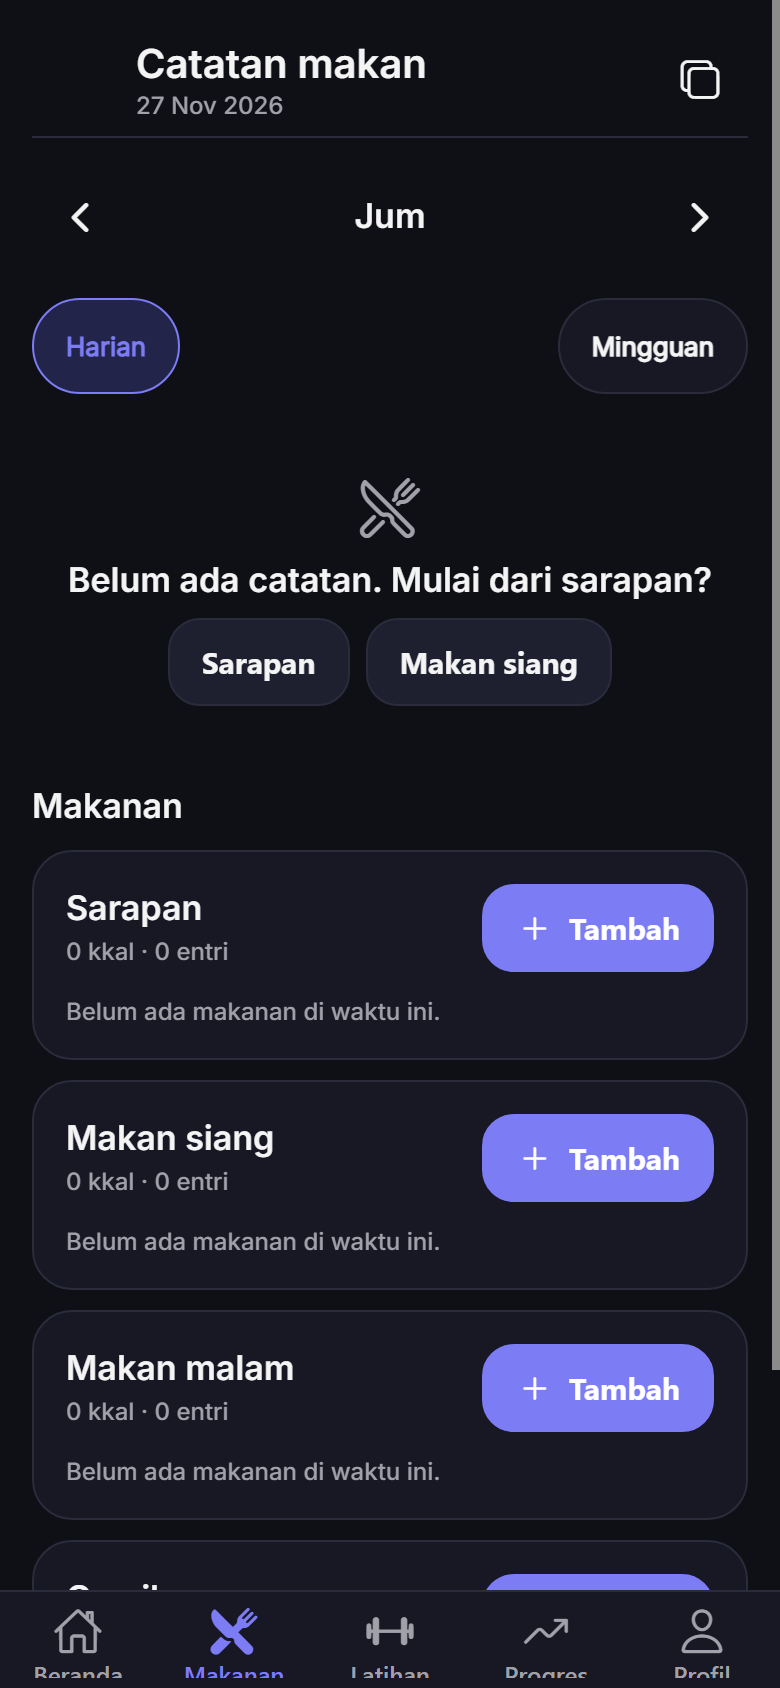 Catatan makan
27 Nov 2026
Jum
Harian
Mingguan
Belum ada catatan. Mulai dari sarapan?
Sarapan
Makan siang
Makanan
Sarapan
0 kkal · 0 entri
+ Tambah
Belum ada makanan di waktu ini.
Makan siang
0 kkal · 0 entri
+ Tambah
Belum ada makanan di waktu ini.
Makan malam
0 kkal · 0 entri
+ Tambah
Belum ada makanan di waktu ini.
Beranda
Makanan
Latihan
Progres
Profil